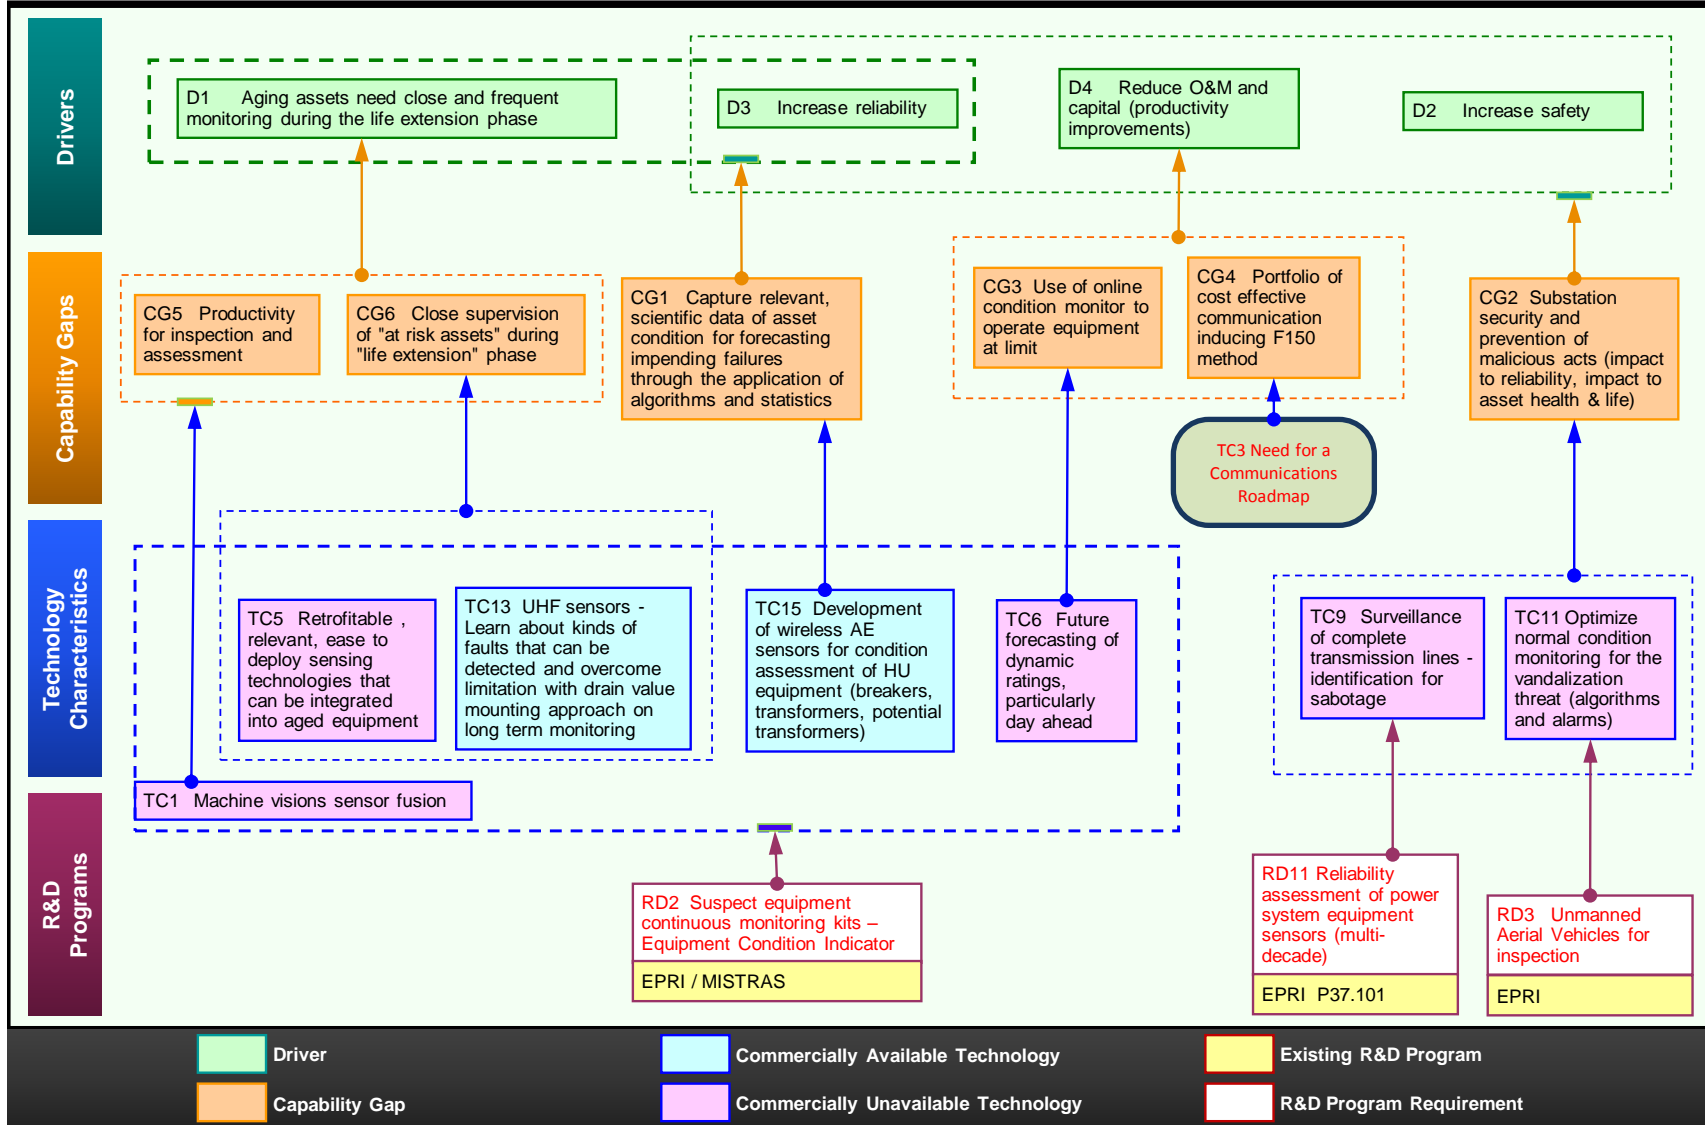 Drivers
D1 Aging assets need close and frequent
monitoring during the life extension phase
D3 Increase reliability
D4 Reduce O&M and
capital (productivity
improvements)
D2 Increase safety
Capability Gaps
CG5 Productivity
for inspection and
assessment
CG6 Close supervision
of "at risk assets" during
"life extension" phase
CG1 Capture relevant,
scientific data of asset
condition for forecasting
impending failures
through the application of
algorithms and statistics
CG3 Use of online
condition monitor to
operate equipment
at limit
CG4 Portfolio of
cost effective
communication
inducing F150
method
CG2 Substation
security and
prevention of
malicious acts (impact
to reliability, impact to
asset health & life)
TC3 Need for a
Communications
Roadmap
Technology
Characteristics
TC5 Retrofitable ,
relevant, ease to
deploy sensing
technologies that
can be integrated
into aged equipment
TC13 UHF sensors -
Learn about kinds of
faults that can be
detected and overcome
limitation with drain value
mounting approach on
long term monitoring
TC15 Development
of wireless AE
sensors for condition
assessment of HU
equipment (breakers,
transformers, potential
transformers)
TC6 Future
forecasting of
dynamic
ratings,
particularly
day ahead
TC9 Surveillance
of complete
transmission lines -
identification for
sabotage
TC11 Optimize
normal condition
monitoring for the
vandalization
threat (algorithms
and alarms)
TC1 Machine visions sensor fusion
R&D
Programs
RD2 Suspect equipment
continuous monitoring kits –
Equipment Condition Indicator
EPRI / MISTRAS
RD11 Reliability
assessment of power
system equipment
sensors (multi-
decade)
EPRI P37.101
RD3 Unmanned
Aerial Vehicles for
inspection
EPRI
Driver
Commercially Available Technology
Existing R&D Program
Capability Gap
Commercially Unavailable Technology
R&D Program Requirement